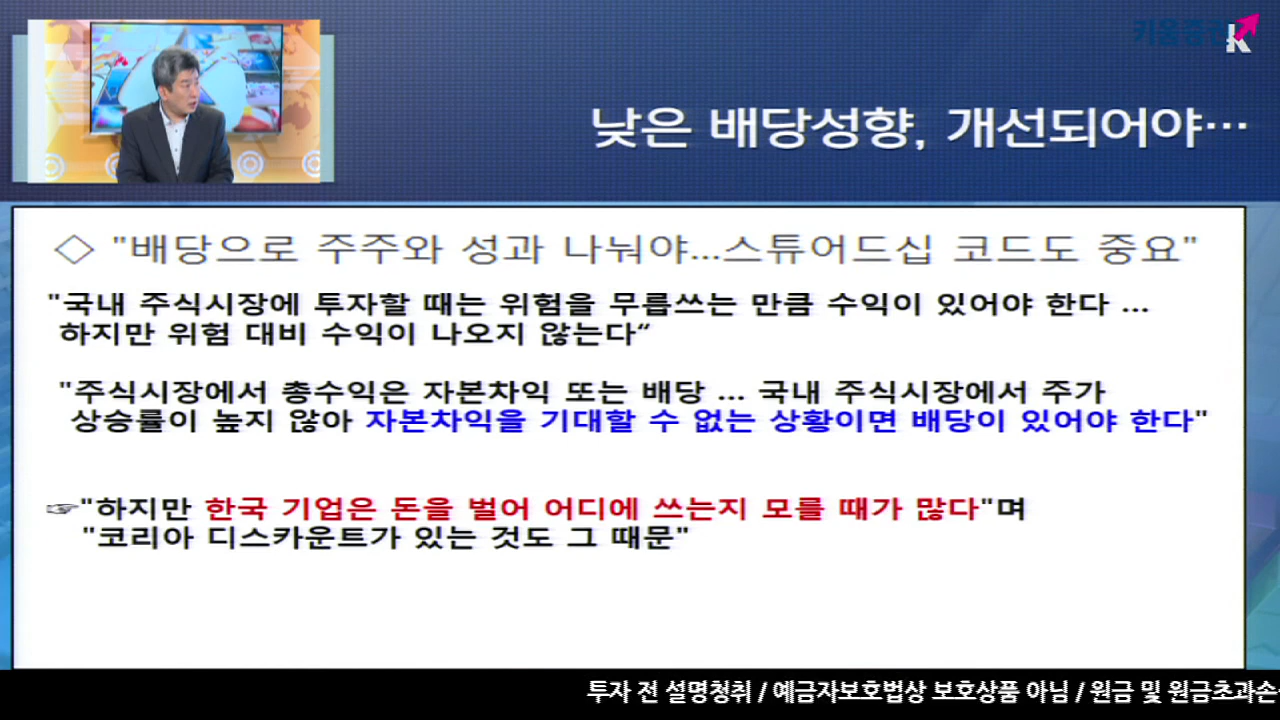 키움증권
낮은 배당성향, 개선되어야…
◇ "배당으로 주주와 성과 나눠야...스튜어드십 코드도 중요"
"국내 주식시장에 투자할 때는 위험을 무릅쓰는 만큼 수익이 있어야 한다 ...
하지만 위험 대비 수익이 나오지 않는다"
"주식시장에서 총수익은 자본차익 또는 배당 ... 국내 주식시장에서 주가
상승률이 높지 않아 자본차익을 기대할 수 없는 상황이면 배당이 있어야 한다"
☞"하지만 한국 기업은 돈을 벌어 어디에 쓰는지 모를 때가 많다"며
"코리아 디스카운트가 있는 것도 그 때문"
투자 전 설명청취 / 예금자보호법상 보호상품 아님 / 원금 및 원금초과손